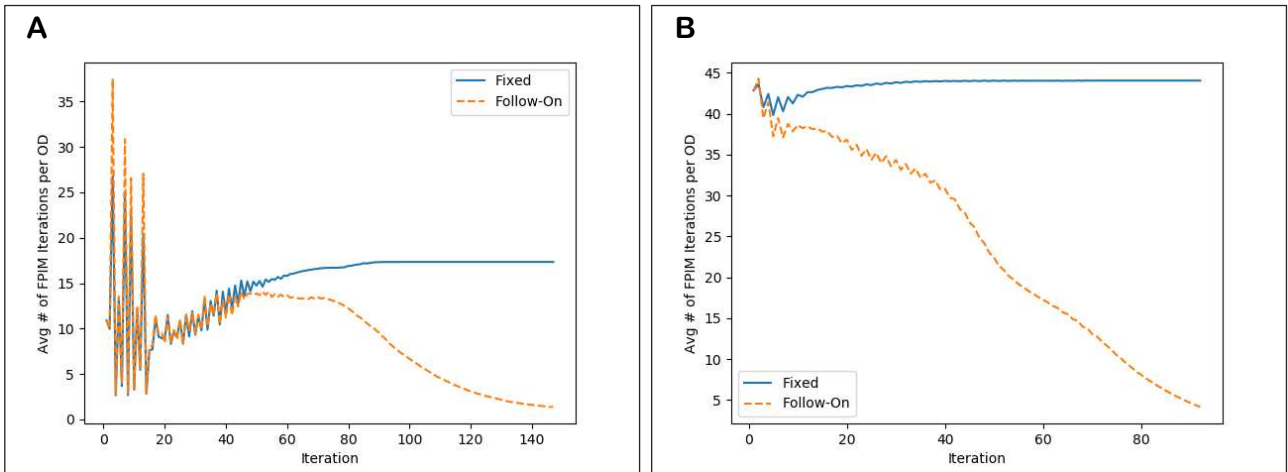 A
Avg # of FPIM Iterations per OD
35
30
25
20
15
10
5
0
Fixed
Follow-On
0 20 40 60 80 100 120 140
Iteration
B
Avg # of FPIM Iterations per OD
45
40
35
30
25
20
15
10
5
Fixed
Follow-On
0 20 40 60 80
Iteration